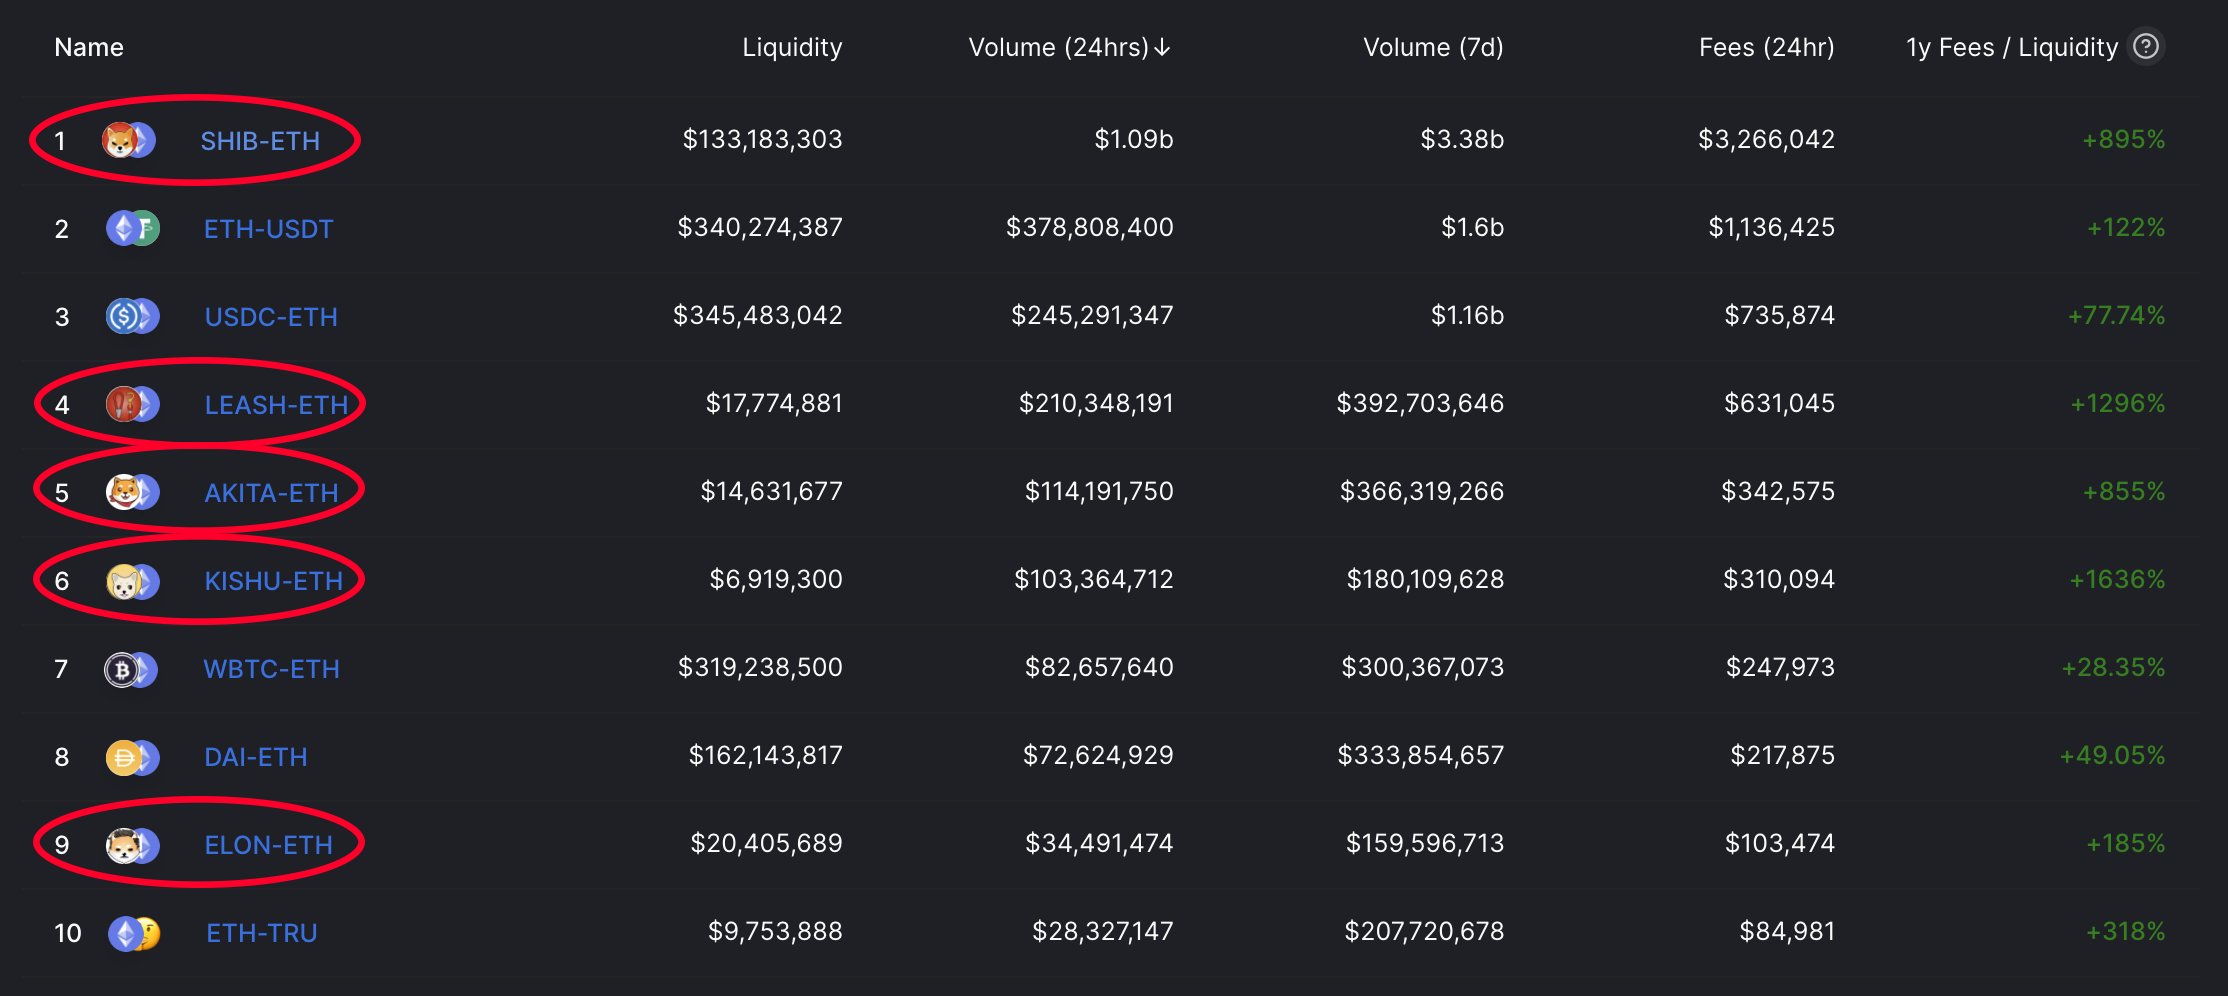 Name Liquidity Volume (24hrs)↓ Volume (7d) Fees (24hr) 1y Fees / Liquidity ?
1 SHIB-ETH $133,183,303 $1.09b $3.38b $3,266,042 +895%
2 ETH-USDT $340,274,387 $378,808,400 $1.6b $1,136,425 +122%
3 USDC-ETH $345,483,042 $245,291,347 $1.16b $735,874 +77.74%
4 LEASH-ETH $17,774,881 $210,348,191 $392,703,646 $631,045 +1296%
5 AKITA-ETH $14,631,677 $114,191,750 $366,319,266 $342,575 +855%
6 KISHU-ETH $6,919,300 $103,364,712 $180,109,628 $310,094 +1636%
7 WBTC-ETH $319,238,500 $82,657,640 $300,367,073 $247,973 +28.35%
8 DAI-ETH $162,143,817 $72,624,929 $333,854,657 $217,875 +49.05%
9 ELON-ETH $20,405,689 $34,491,474 $159,596,713 $103,474 +185%
10 ETH-TRU $9,753,888 $28,327,147 $207,720,678 $84,981 +318%